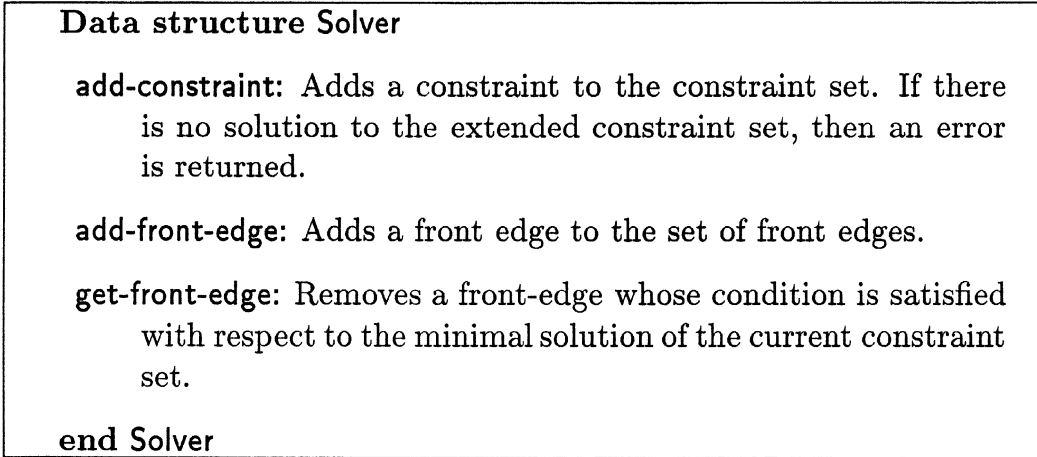 Data structure Solver
add-constraint: Adds a constraint to the constraint set. If there
is no solution to the extended constraint set, then an error
is returned.
add-front-edge: Adds a front edge to the set of front edges.
get-front-edge: Removes a front-edge whose condition is satisfied
with respect to the minimal solution of the current constraint
set.
end Solver